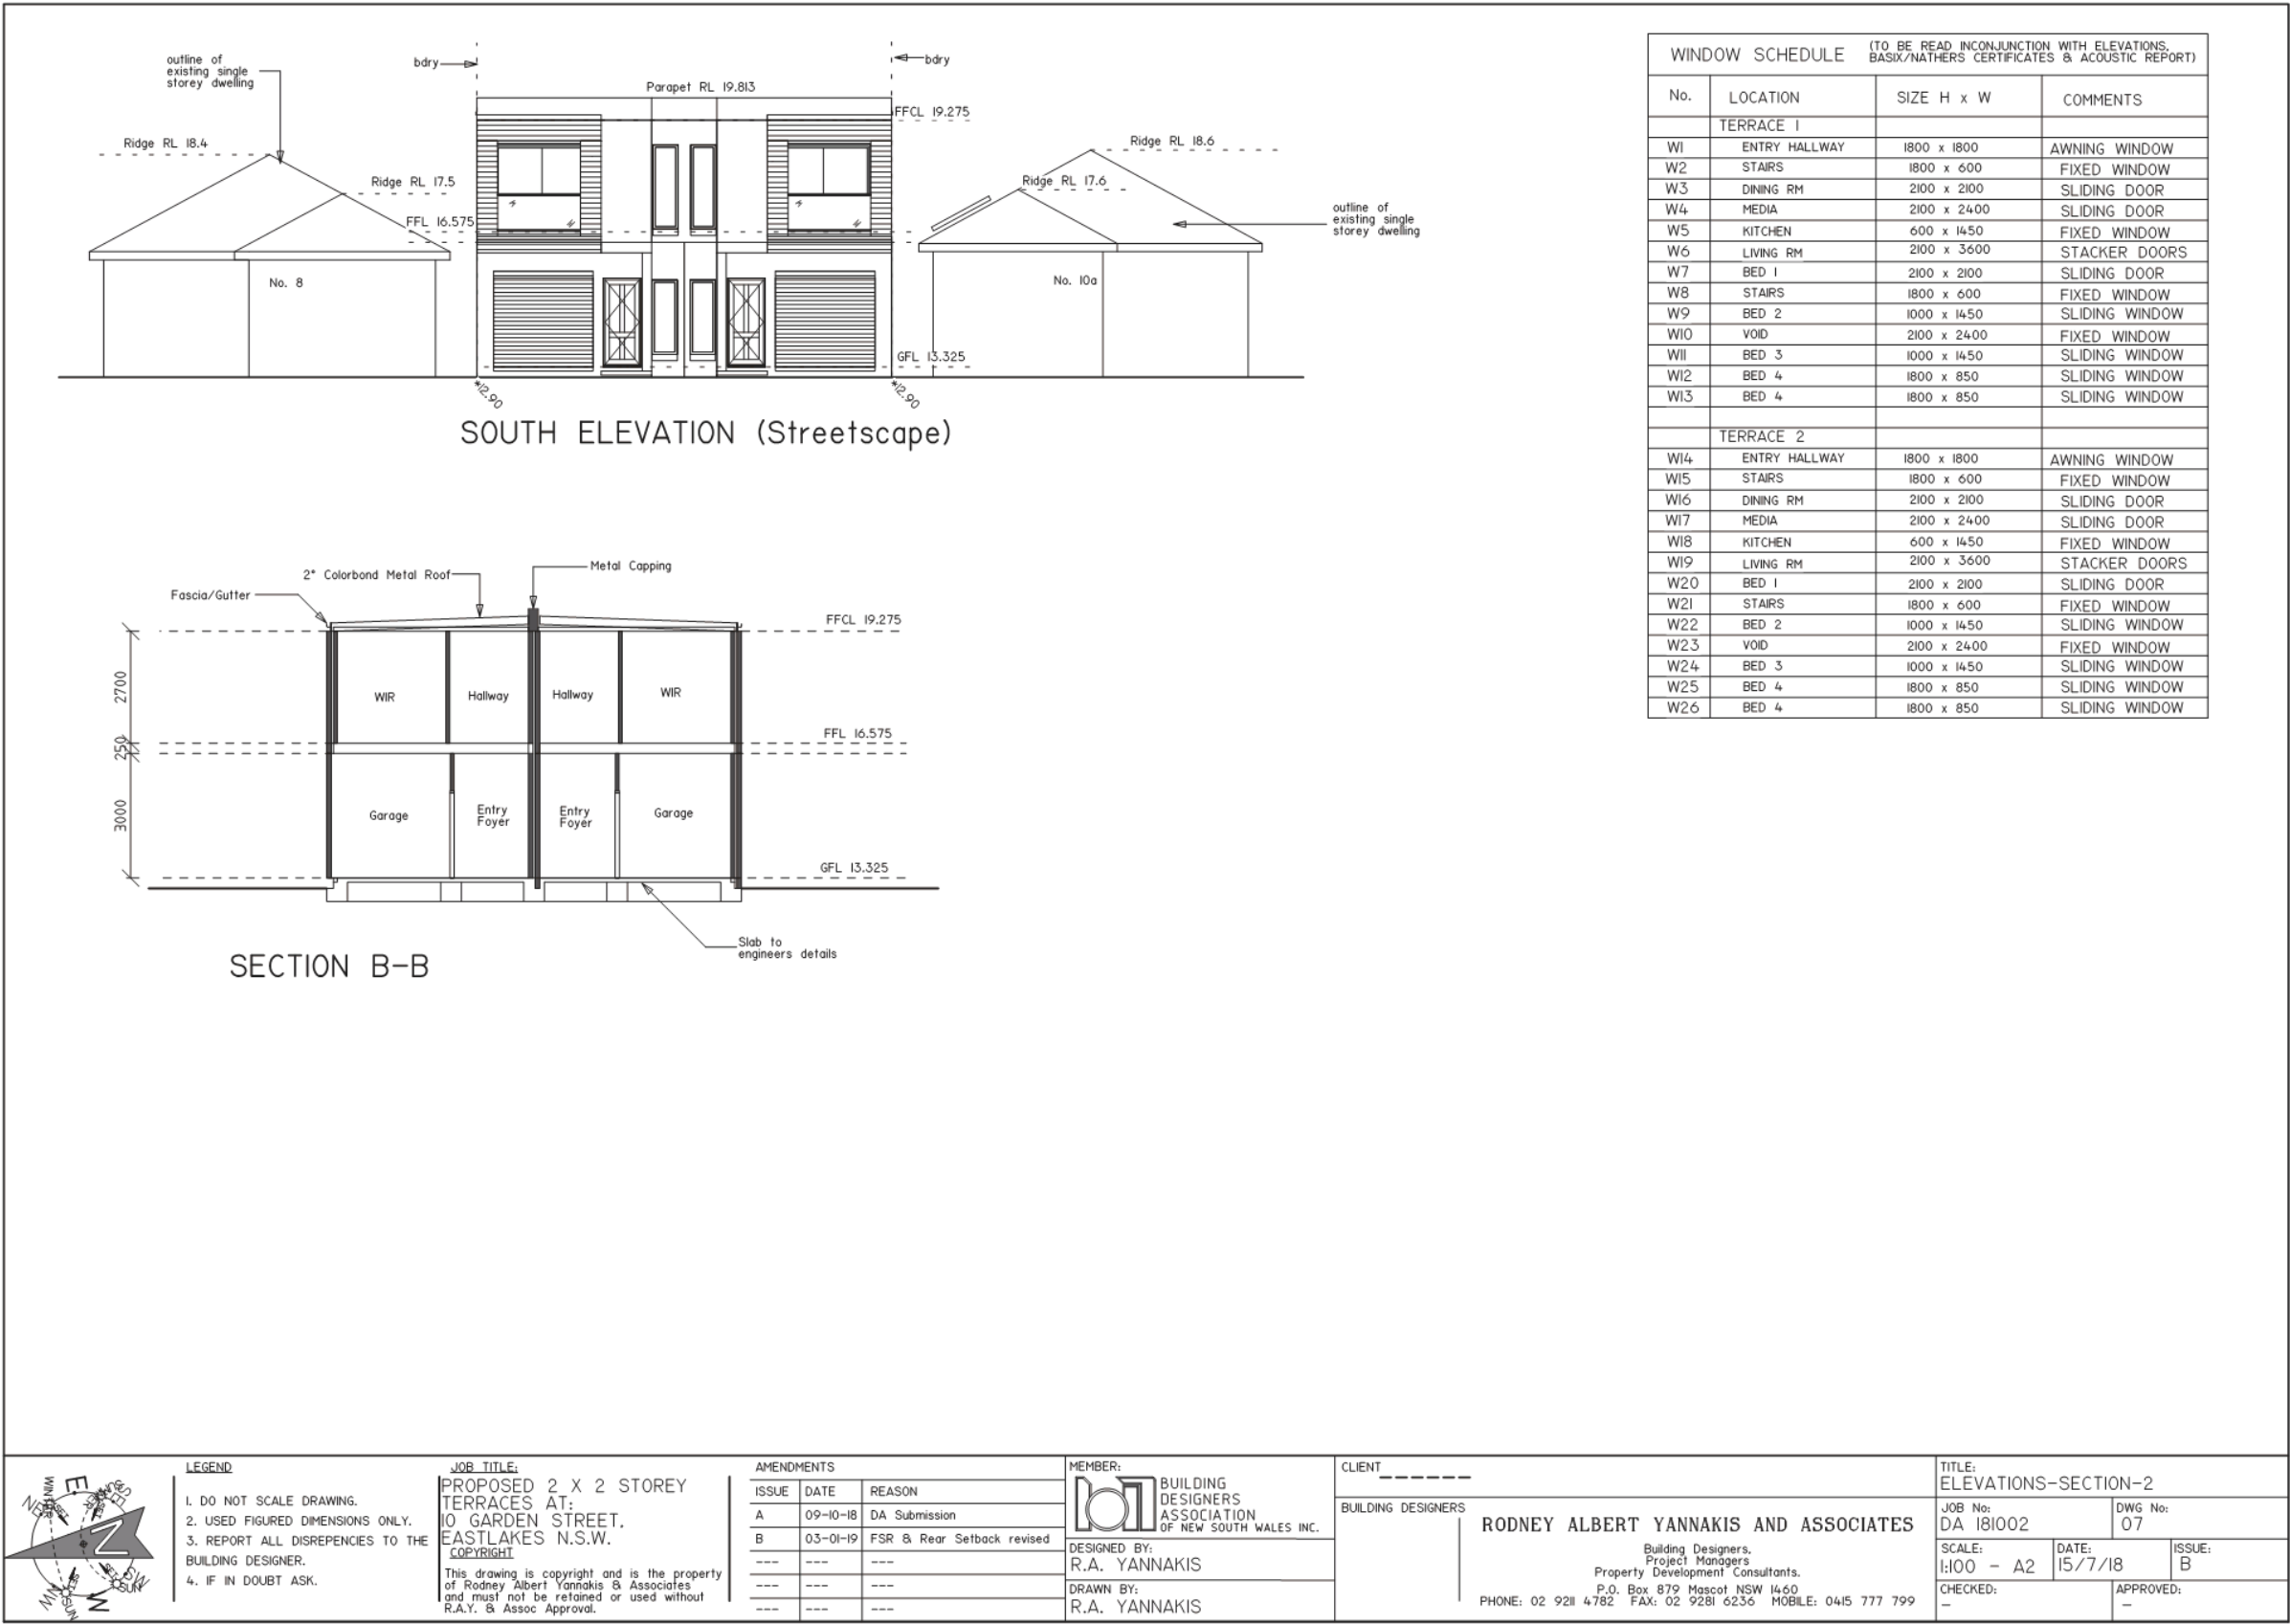 outline of
existing single
storey dwelling
bdry
bdry
Parapet RL 19.813
FFCL 19.275
Ridge RL 18.4
Ridge RL 18.6
Ridge RL 17.5
Ridge RL 17.6
FFL 16.575
outline of
existing single
storey dwelling
No. 8
No. 10a
GFL 13.325
*12.90
*12.90
SOUTH ELEVATION (Streetscape)
Metal Capping
2° Colorbond Metal Roof
Fascia/Gutter
FFCL 19.275
2700
WIR
Hallway
Hallway
WIR
FFL 16.575
250
3000
Garage
Entry
Foyer
Entry
Foyer
Garage
GFL 13.325
Slab to
engineers details
SECTION B-B
WINDOW SCHEDULE (TO BE READ INCONJUNCTION WITH ELEVATIONS,
BASIX/NATHERS CERTIFICATES & ACOUSTIC REPORT)
No. LOCATION SIZE H x W COMMENTS
TERRACE 1
W1 ENTRY HALLWAY 1800 x 1800 AWNING WINDOW
W2 STAIRS 1800 x 600 FIXED WINDOW
W3 DINING RM 2100 x 2100 SLIDING DOOR
W4 MEDIA 2100 x 2400 SLIDING DOOR
W5 KITCHEN 600 x 1450 FIXED WINDOW
W6 LIVING RM 2100 x 3600 STACKER DOORS
W7 BED 1 2100 x 2100 SLIDING DOOR
W8 STAIRS 1800 x 600 FIXED WINDOW
W9 BED 2 1000 x 1450 SLIDING WINDOW
W10 VOID 2100 x 2400 FIXED WINDOW
W11 BED 3 1000 x 1450 SLIDING WINDOW
W12 BED 4 1800 x 850 SLIDING WINDOW
W13 BED 4 1800 x 850 SLIDING WINDOW
TERRACE 2
W14 ENTRY HALLWAY 1800 x 1800 AWNING WINDOW
W15 STAIRS 1800 x 600 FIXED WINDOW
W16 DINING RM 2100 x 2100 SLIDING DOOR
W17 MEDIA 2100 x 2400 SLIDING DOOR
W18 KITCHEN 600 x 1450 FIXED WINDOW
W19 LIVING RM 2100 x 3600 STACKER DOORS
W20 BED 1 2100 x 2100 SLIDING DOOR
W21 STAIRS 1800 x 600 FIXED WINDOW
W22 BED 2 1000 x 1450 SLIDING WINDOW
W23 VOID 2100 x 2400 FIXED WINDOW
W24 BED 3 1000 x 1450 SLIDING WINDOW
W25 BED 4 1800 x 850 SLIDING WINDOW
W26 BED 4 1800 x 850 SLIDING WINDOW
E
NE
N
NW
W
SW
SE
WINTER
SUMMER
SUN
SUN
SET
SET
LEGEND
1. DO NOT SCALE DRAWING.
2. USED FIGURED DIMENSIONS ONLY.
3. REPORT ALL DISREPENCIES TO THE
BUILDING DESIGNER.
4. IF IN DOUBT ASK.
JOB TITLE:
PROPOSED 2 X 2 STOREY
TERRACES AT:
10 GARDEN STREET,
EASTLAKES N.S.W.
COPYRIGHT
This drawing is copyright and is the property
of Rodney Albert Yannakis & Associates
and must not be retained or used without
R.A.Y. & Assoc Approval.
AMENDMENTS
ISSUE DATE REASON
A 09-10-18 DA Submission
B 03-01-19 FSR & Rear Setback revised
--- --- ---
--- --- ---
--- --- ---
MEMBER:
BUILDING
DESIGNERS
ASSOCIATION
OF NEW SOUTH WALES INC.
DESIGNED BY:
R.A. YANNAKIS
DRAWN BY:
R.A. YANNAKIS
CLIENT ------
BUILDING DESIGNERS
RODNEY ALBERT YANNAKIS AND ASSOCIATES
Building Designers,
Project Managers
Property Development Consultants.
P.O. Box 879 Mascot NSW 1460
PHONE: 02 9211 4782 FAX: 02 9281 6236 MOBILE: 0415 777 799
TITLE:
ELEVATIONS-SECTION-2
JOB No:
DA 181002
DWG No:
07
SCALE:
1:100 - A2
DATE:
15/7/18
ISSUE:
B
CHECKED:
-
APPROVED:
-